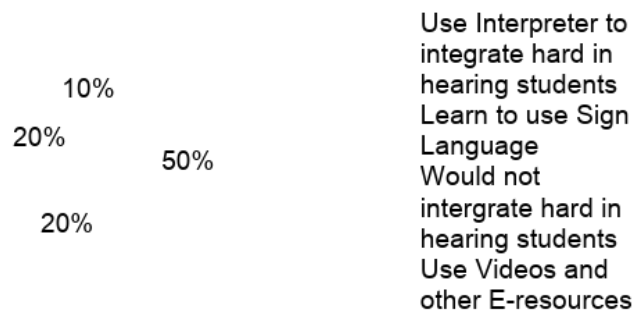 10%
20%
50%
20%
Use Interpreter to
integrate hard in
hearing students
Learn to use Sign
Language
Would not
intergrate hard in
hearing students
Use Videos and
other E-resources